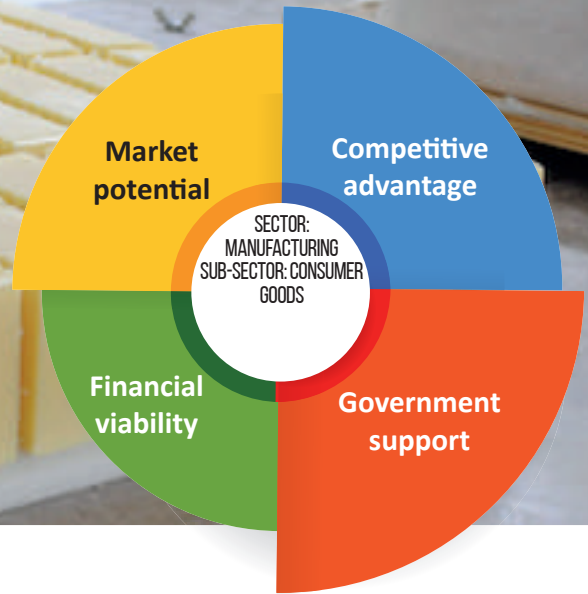 Market
potential
Competitive
advantage
SECTOR:
MANUFACTURING
SUB-SECTOR: CONSUMER
GOODS
Financial
viability
Government
support